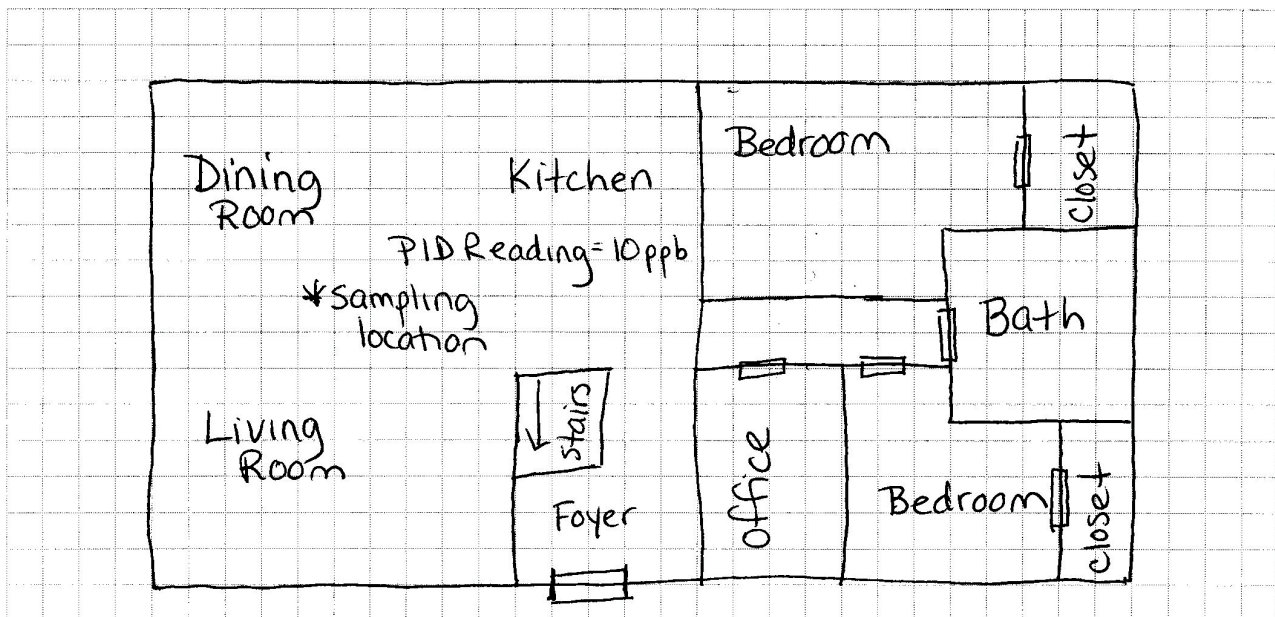 Bedroom
Closet
Dining
Room
Kitchen
PID Reading=10ppb
*Sampling
location
Bath
Stairs
Living
Room
Foyer
Office
Bedroom
Closet